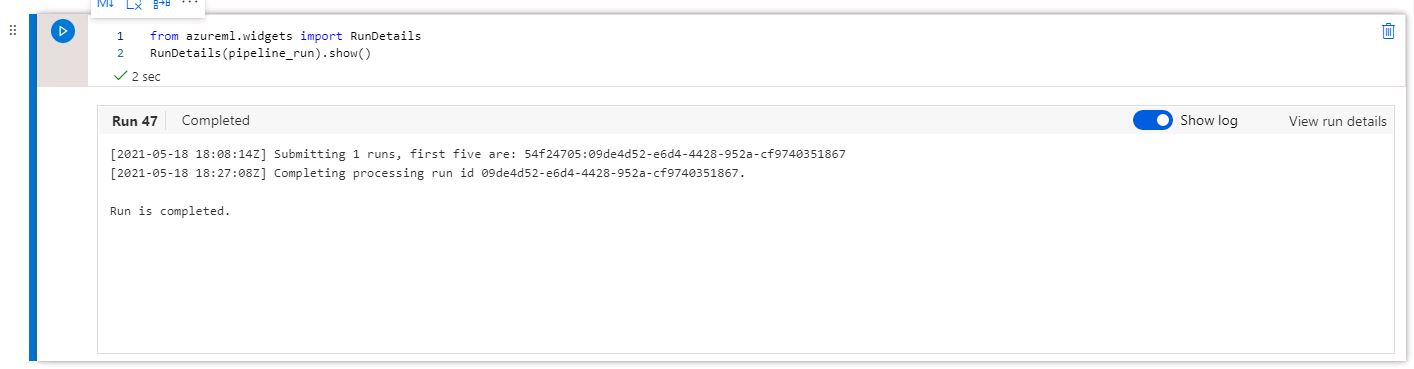 M↓
1 from azureml.widgets import RunDetails
2 RunDetails(pipeline_run).show()
2 sec
Run 47 Completed Show log View run details
[2021-05-18 18:08:14Z] Submitting 1 runs, first five are: 54f24705:09de4d52-e6d4-4428-952a-cf9740351867
[2021-05-18 18:27:08Z] Completing processing run id 09de4d52-e6d4-4428-952a-cf9740351867.
Run is completed.